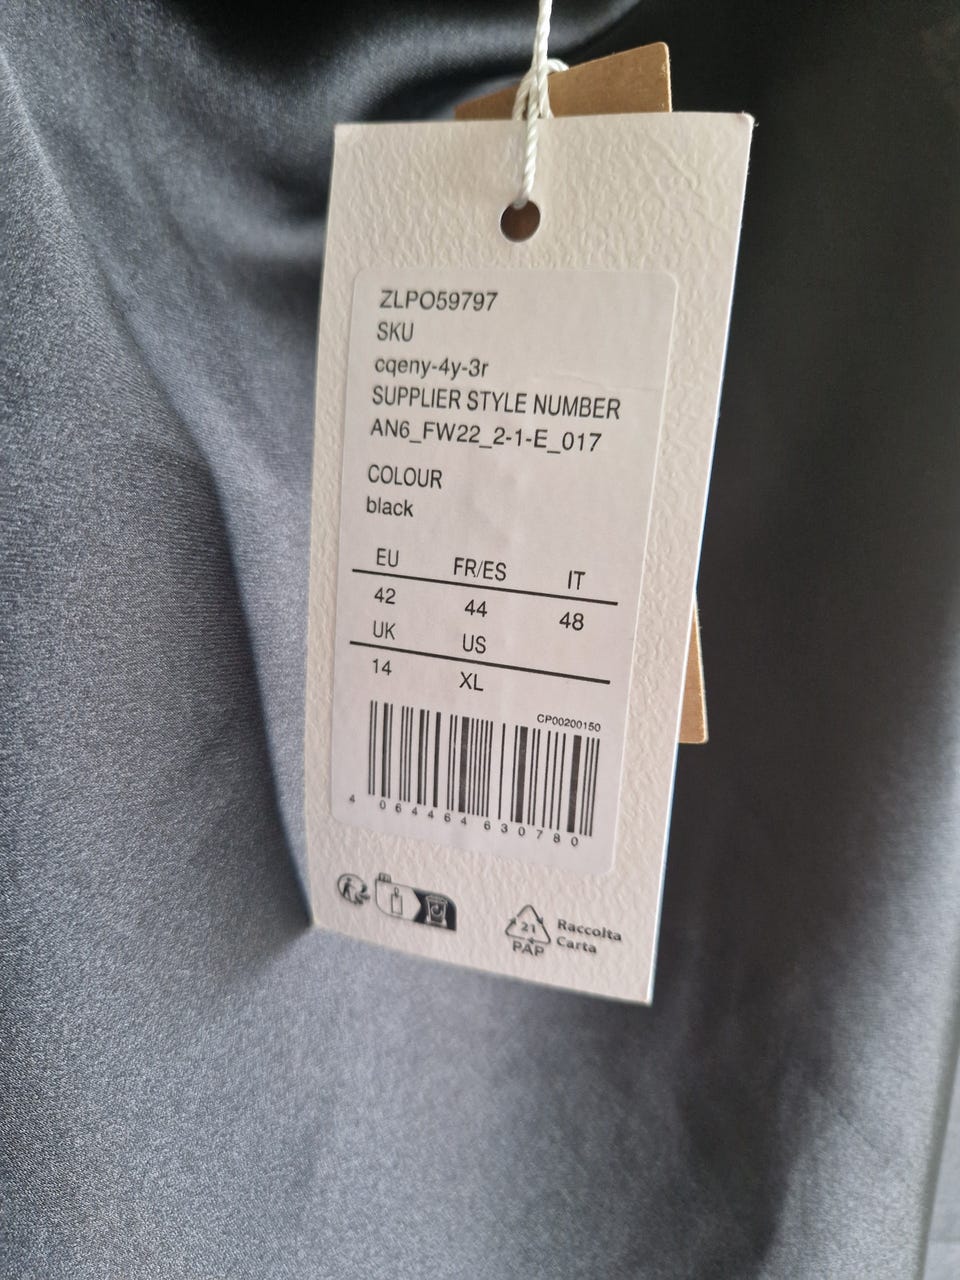 ZLPO59797
SKU
cqeny-4y-3r
SUPPLIER STYLE NUMBER
AN6_FW22_2-1-E_017
COLOUR
black
EU FR/ES IT
42 44 48
UK US
14 XL
CP00200150
4 064464 630780
21
PAP
Raccolta
Carta